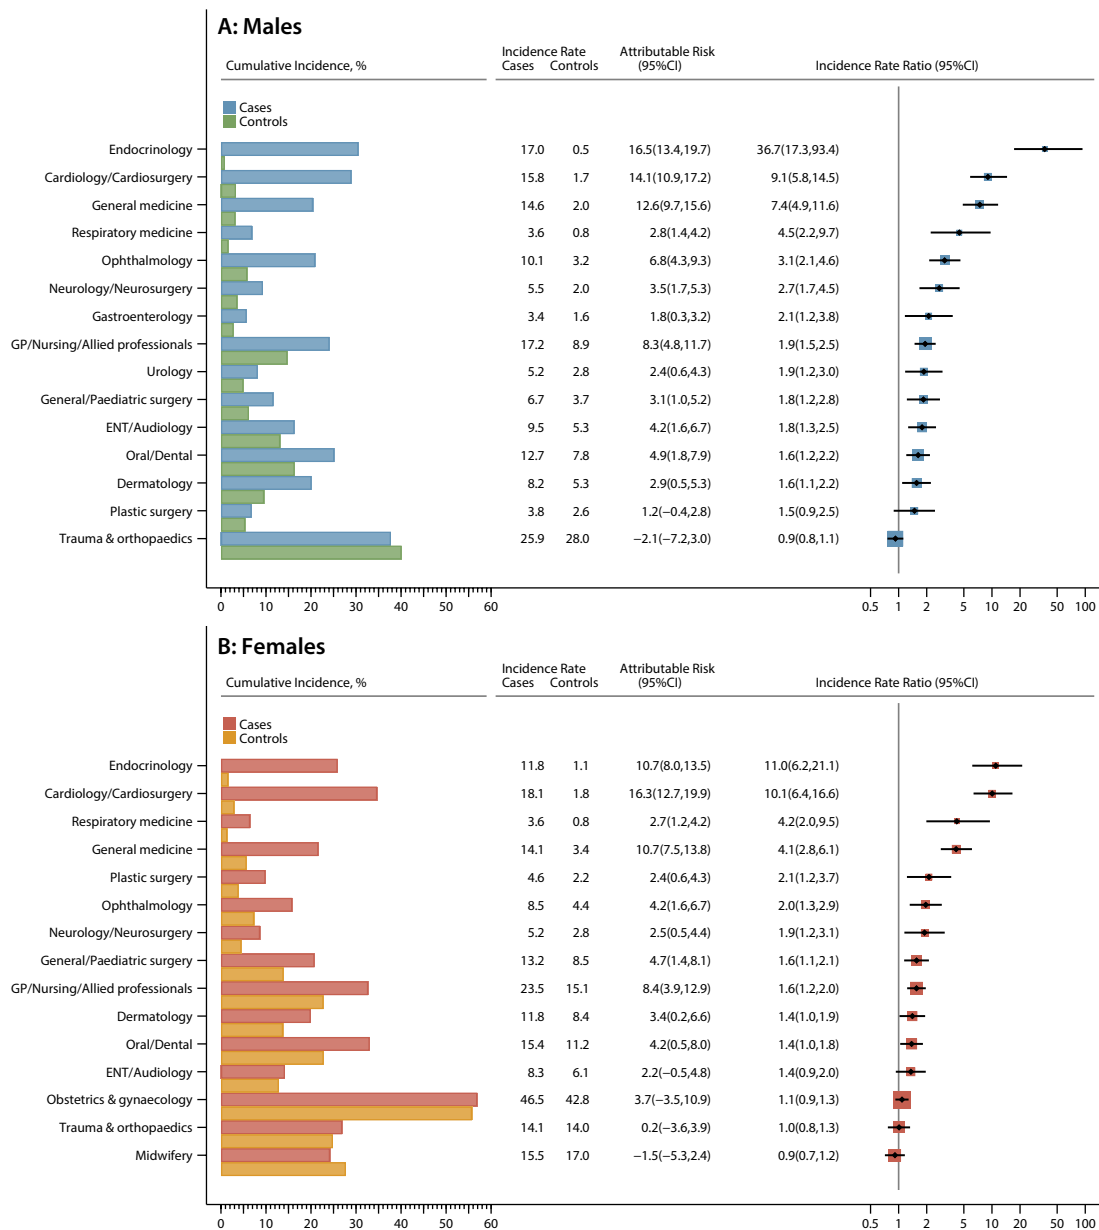 A: Males
Incidence Rate Attributable Risk
Cumulative Incidence, % Cases Controls (95%CI) Incidence Rate Ratio (95%CI)
Cases
Controls
Endocrinology 17.0 0.5 16.5(13.4,19.7) 36.7(17.3,93.4)
Cardiology/Cardiosurgery 15.8 1.7 14.1(10.9,17.2) 9.1(5.8,14.5)
General medicine 14.6 2.0 12.6(9.7,15.6) 7.4(4.9,11.6)
Respiratory medicine 3.6 0.8 2.8(1.4,4.2) 4.5(2.2,9.7)
Ophthalmology 10.1 3.2 6.8(4.3,9.3) 3.1(2.1,4.6)
Neurology/Neurosurgery 5.5 2.0 3.5(1.7,5.3) 2.7(1.7,4.5)
Gastroenterology 3.4 1.6 1.8(0.3,3.2) 2.1(1.2,3.8)
GP/Nursing/Allied professionals 17.2 8.9 8.3(4.8,11.7) 1.9(1.5,2.5)
Urology 5.2 2.8 2.4(0.6,4.3) 1.9(1.2,3.0)
General/Paediatric surgery 6.7 3.7 3.1(1.0,5.2) 1.8(1.2,2.8)
ENT/Audiology 9.5 5.3 4.2(1.6,6.7) 1.8(1.3,2.5)
Oral/Dental 12.7 7.8 4.9(1.8,7.9) 1.6(1.2,2.2)
Dermatology 8.2 5.3 2.9(0.5,5.3) 1.6(1.1,2.2)
Plastic surgery 3.8 2.6 1.2(−0.4,2.8) 1.5(0.9,2.5)
Trauma & orthopaedics 25.9 28.0 −2.1(−7.2,3.0) 0.9(0.8,1.1)
0 10 20 30 40 50 60 0.5 1 2 5 10 20 50 100
B: Females
Incidence Rate Attributable Risk
Cumulative Incidence, % Cases Controls (95%CI) Incidence Rate Ratio (95%CI)
Cases
Controls
Endocrinology 11.8 1.1 10.7(8.0,13.5) 11.0(6.2,21.1)
Cardiology/Cardiosurgery 18.1 1.8 16.3(12.7,19.9) 10.1(6.4,16.6)
Respiratory medicine 3.6 0.8 2.7(1.2,4.2) 4.2(2.0,9.5)
General medicine 14.1 3.4 10.7(7.5,13.8) 4.1(2.8,6.1)
Plastic surgery 4.6 2.2 2.4(0.6,4.3) 2.1(1.2,3.7)
Ophthalmology 8.5 4.4 4.2(1.6,6.7) 2.0(1.3,2.9)
Neurology/Neurosurgery 5.2 2.8 2.5(0.5,4.4) 1.9(1.2,3.1)
General/Paediatric surgery 13.2 8.5 4.7(1.4,8.1) 1.6(1.1,2.1)
GP/Nursing/Allied professionals 23.5 15.1 8.4(3.9,12.9) 1.6(1.2,2.0)
Dermatology 11.8 8.4 3.4(0.2,6.6) 1.4(1.0,1.9)
Oral/Dental 15.4 11.2 4.2(0.5,8.0) 1.4(1.0,1.8)
ENT/Audiology 8.3 6.1 2.2(−0.5,4.8) 1.4(0.9,2.0)
Obstetrics & gynaecology 46.5 42.8 3.7(−3.5,10.9) 1.1(0.9,1.3)
Trauma & orthopaedics 14.1 14.0 0.2(−3.6,3.9) 1.0(0.8,1.3)
Midwifery 15.5 17.0 −1.5(−5.3,2.4) 0.9(0.7,1.2)
0 10 20 30 40 50 60 0.5 1 2 5 10 20 50 100